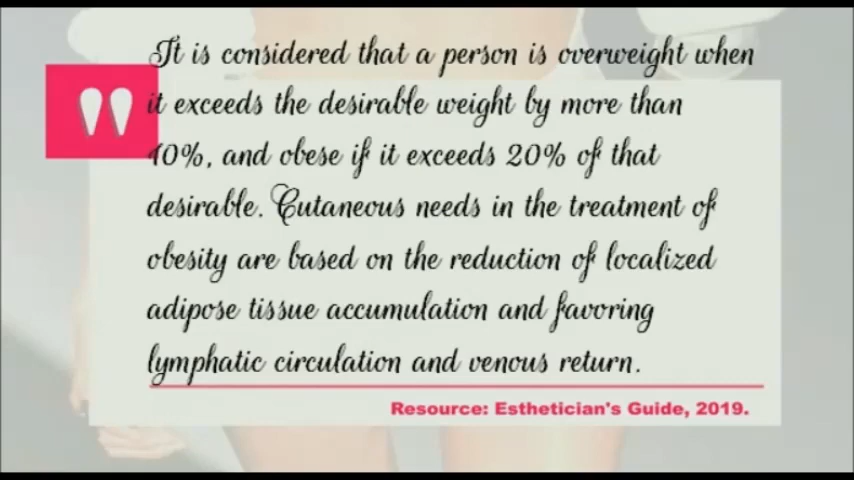 It is considered that a person is overweight when
it exceeds the desirable weight by more than
10%, and obese if it exceeds 20% of that
desirable. Cutaneous needs in the treatment of
obesity are based on the reduction of localized
adipose tissue accumulation and favoring
lymphatic circulation and venous return.
Resource: Esthetician's Guide, 2019.